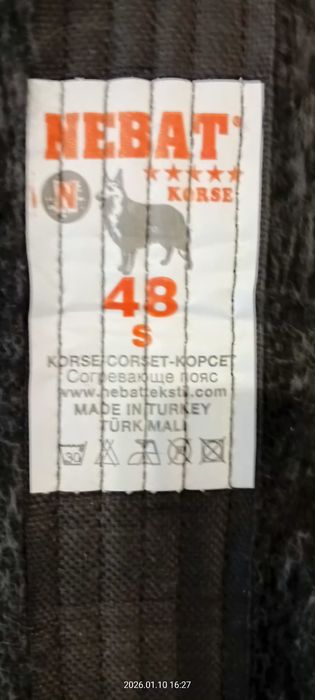 NEBAT®
N
KORSE
48
S
KORSE-CORSET-КОРСЕТ
Согревающе пояс
www.nebattekstil.com
MADE IN TURKEY
TÜRK MALI
30
2026.01.10 16:27